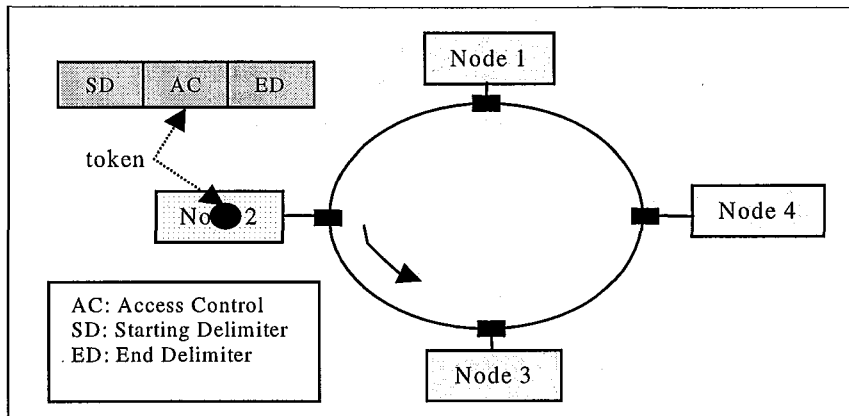 Node 1
SD AC ED
token
Node 2
Node 4
AC: Access Control
SD: Starting Delimiter
ED: End Delimiter
Node 3